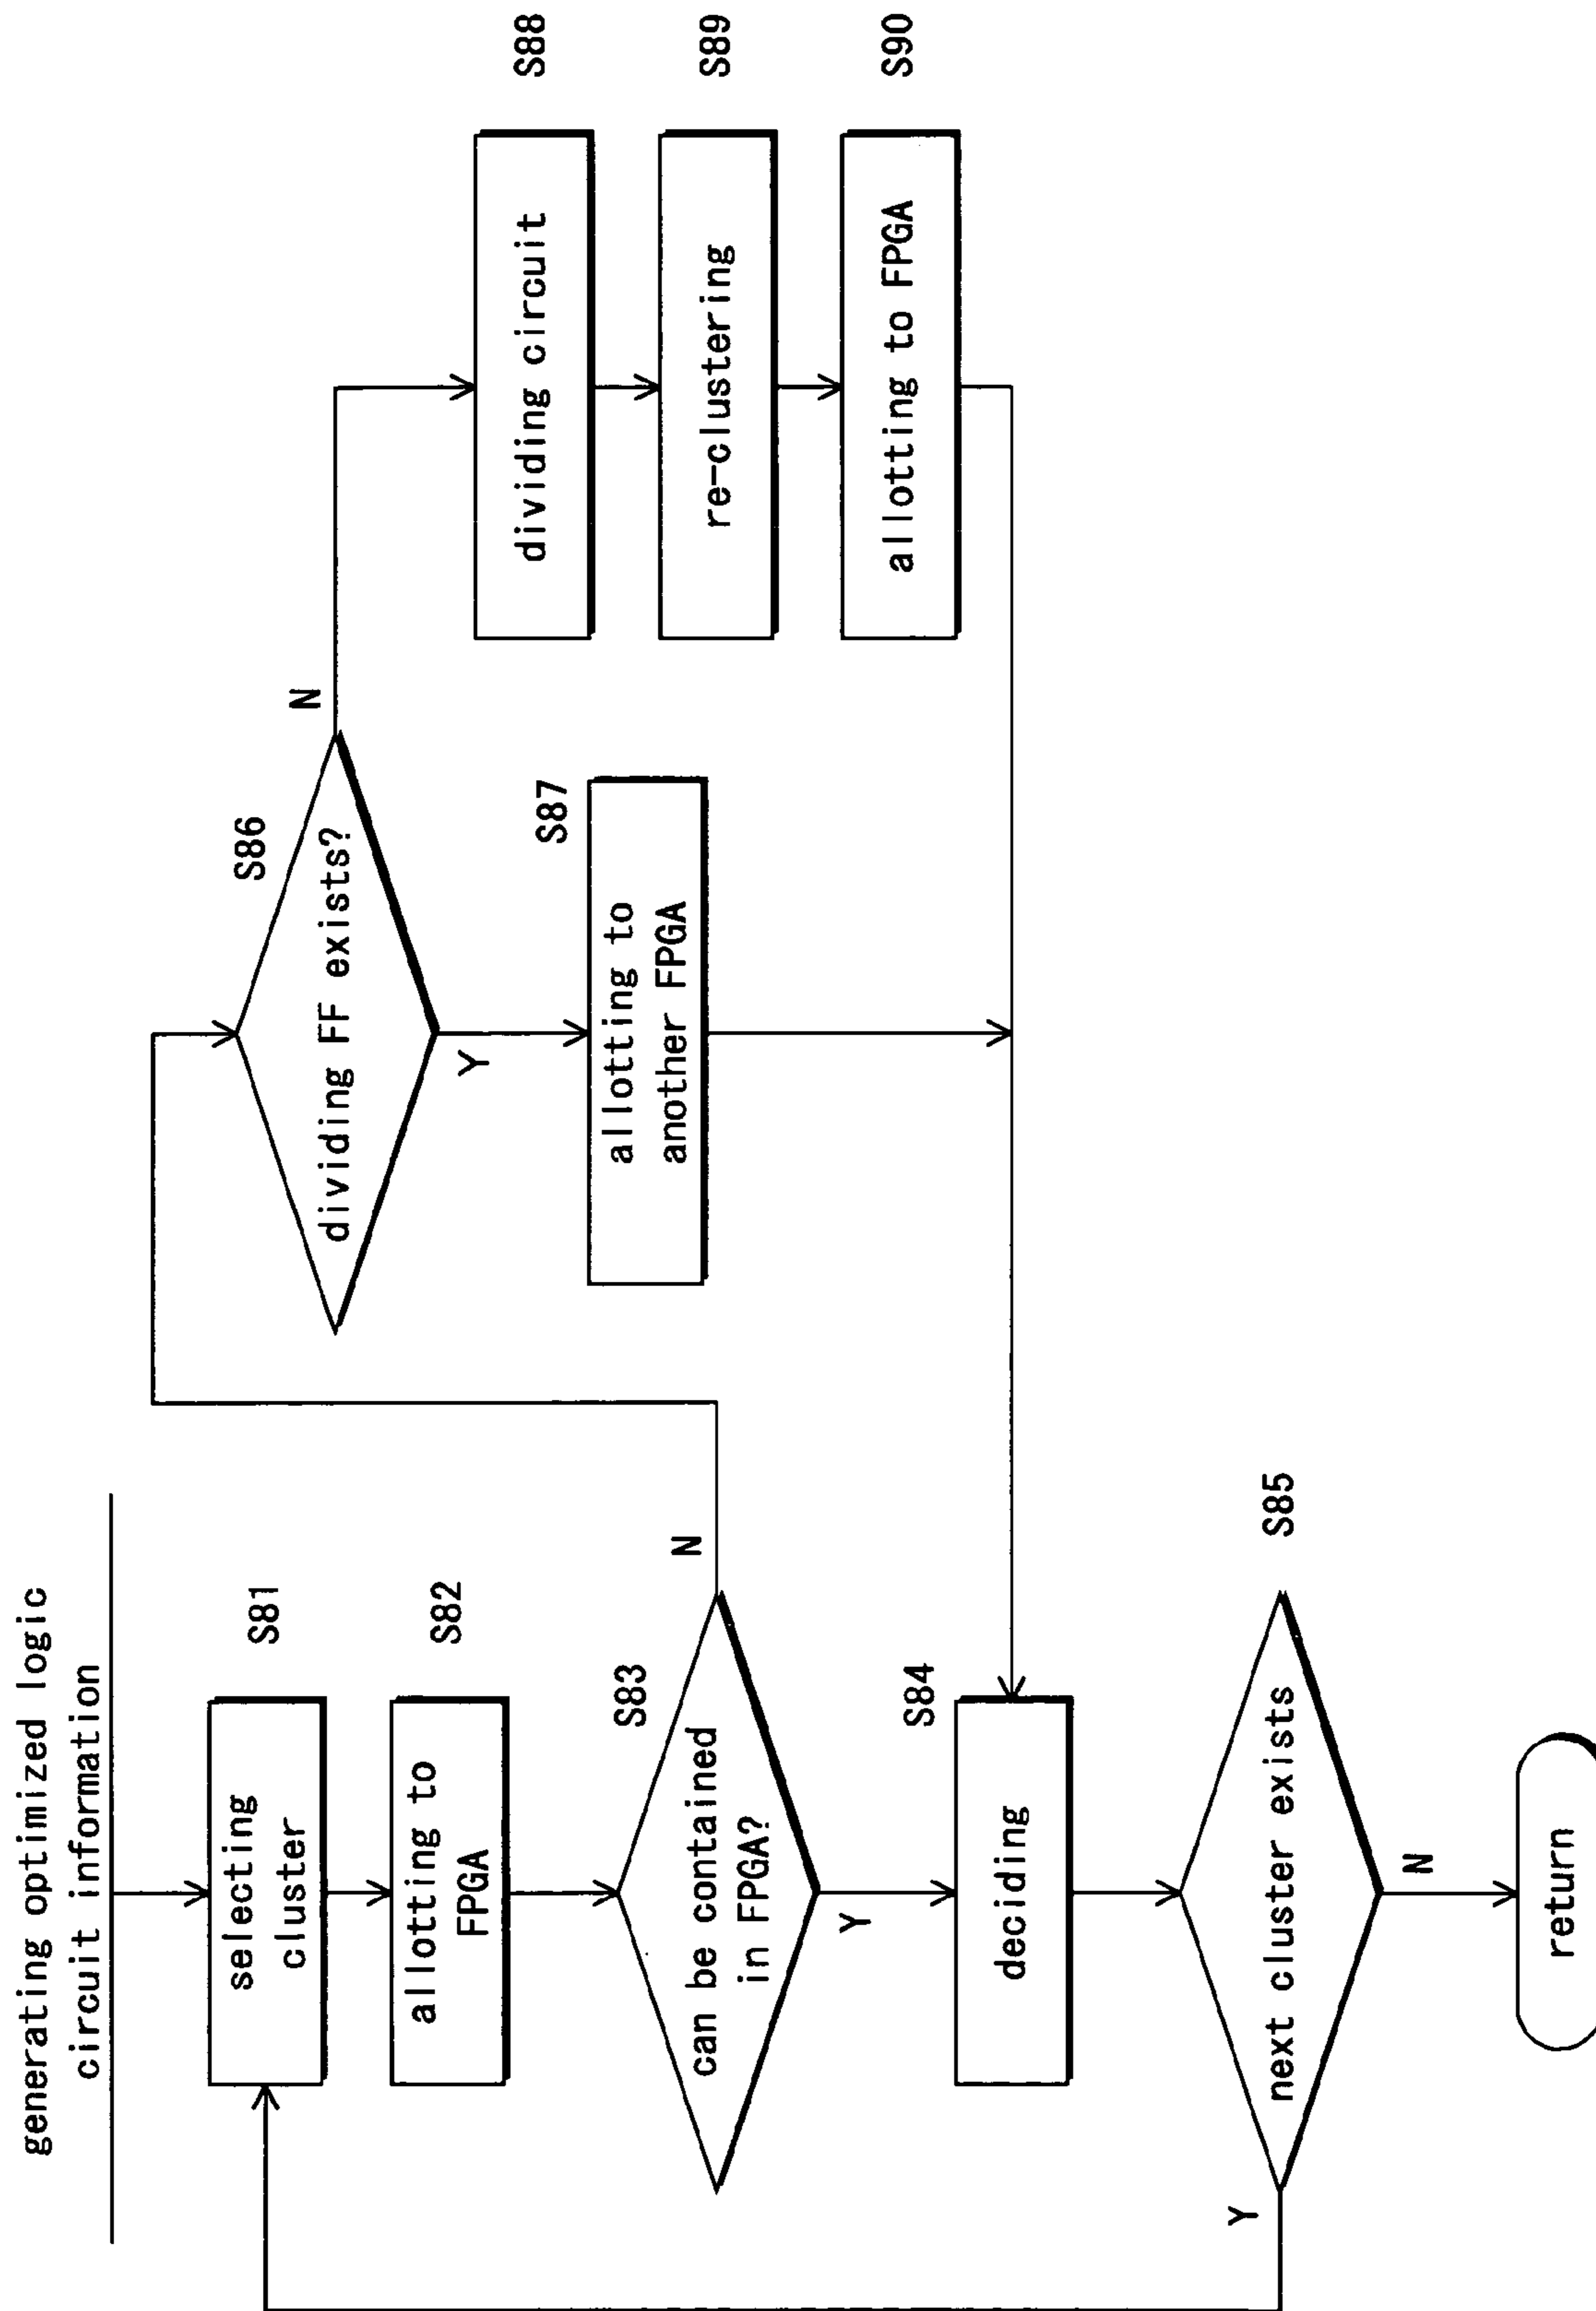 generating optimized logic
circuit information
S81
selecting
cluster
S82
allotting to
FPGA
S83
can be contained
in FPGA?
N
Y
S84
deciding
S85
next cluster exists
Y
N
return
S86
dividing FF exists?
N
Y
S87
allotting to
another FPGA
S88
dividing circuit
S89
re-clustering
S90
allotting to FPGA